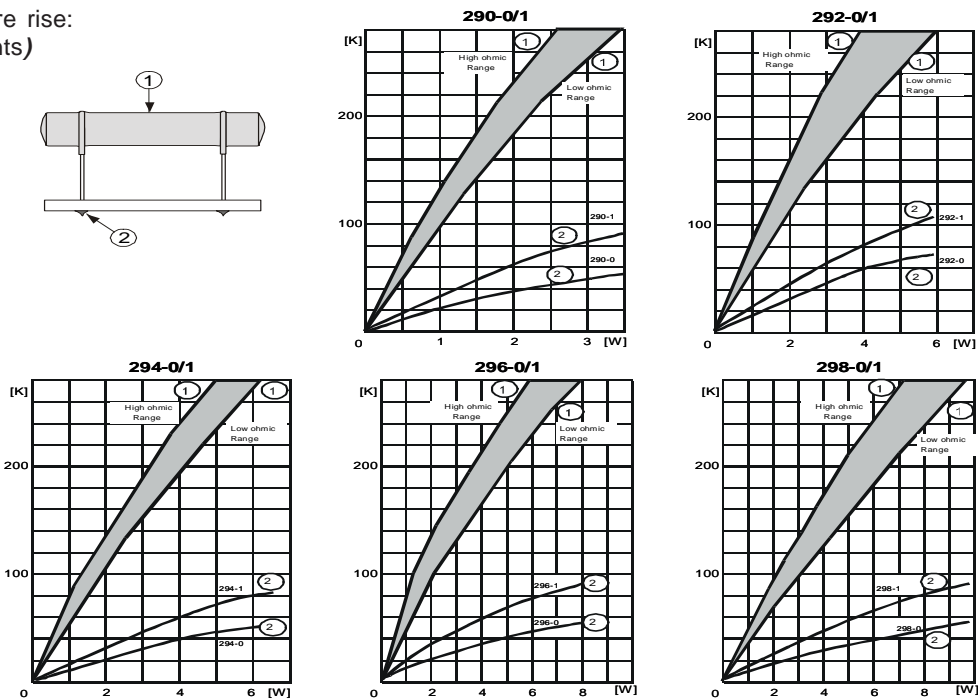 re rise:
nts)
1
2
290-0/1
[K]
200
100
0
1
2
3
[W]
High ohmic
Range
Low ohmic
Range
1
1
2
290-1
2
290-0
292-0/1
[K]
200
100
0
2
4
6
[W]
High ohmic
Range
Low ohmic
Range
1
1
2
292-1
292-0
2
294-0/1
[K]
200
100
0
2
4
6
[W]
High ohmic
Range
Low ohmic
Range
1
1
294-1
2
2
294-0
296-0/1
[K]
200
100
0
2
4
6
8
[W]
High ohmic
Range
Low ohmic
Range
1
1
296-1
2
296-0
2
298-0/1
[K]
200
100
0
2
4
6
8
[W]
High ohmic
Range
Low ohmic
Range
1
1
298-1
2
298-0
2